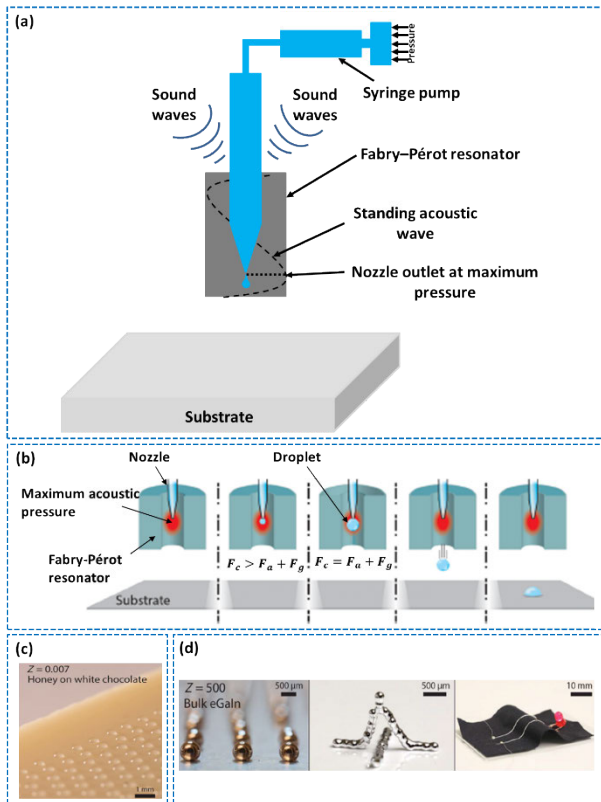 (a)
Pressure
Syringe pump
Sound
waves
Sound
waves
Fabry–Pérot resonator
Standing acoustic
wave
Nozzle outlet at maximum
pressure
Substrate
(b)
Nozzle
Droplet
Maximum acoustic
pressure
Fabry-Pérot
resonator
F_c > F_a + F_g
F_c = F_a + F_g
Substrate
(c)
Z = 0.007
Honey on white chocolate
1 mm
(d)
Z = 500
Bulk eGaIn
500 µm
500 µm
10 mm